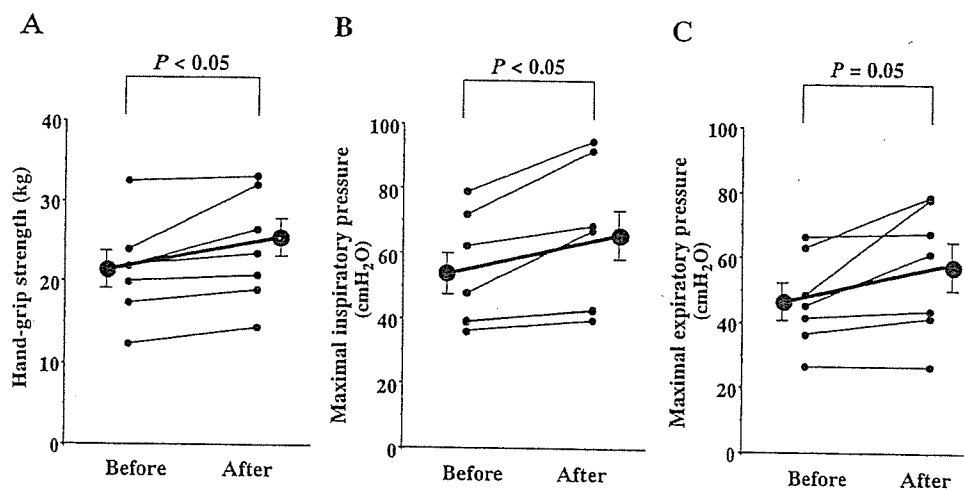 A
P < 0.05
Hand-grip strength (kg)
40
30
20
10
0
Before After
B
P < 0.05
Maximal inspiratory pressure
(cmH₂O)
100
80
60
40
20
0
Before After
C
P = 0.05
Maximal expiratory pressure
(cmH₂O)
100
80
60
40
20
0
Before After